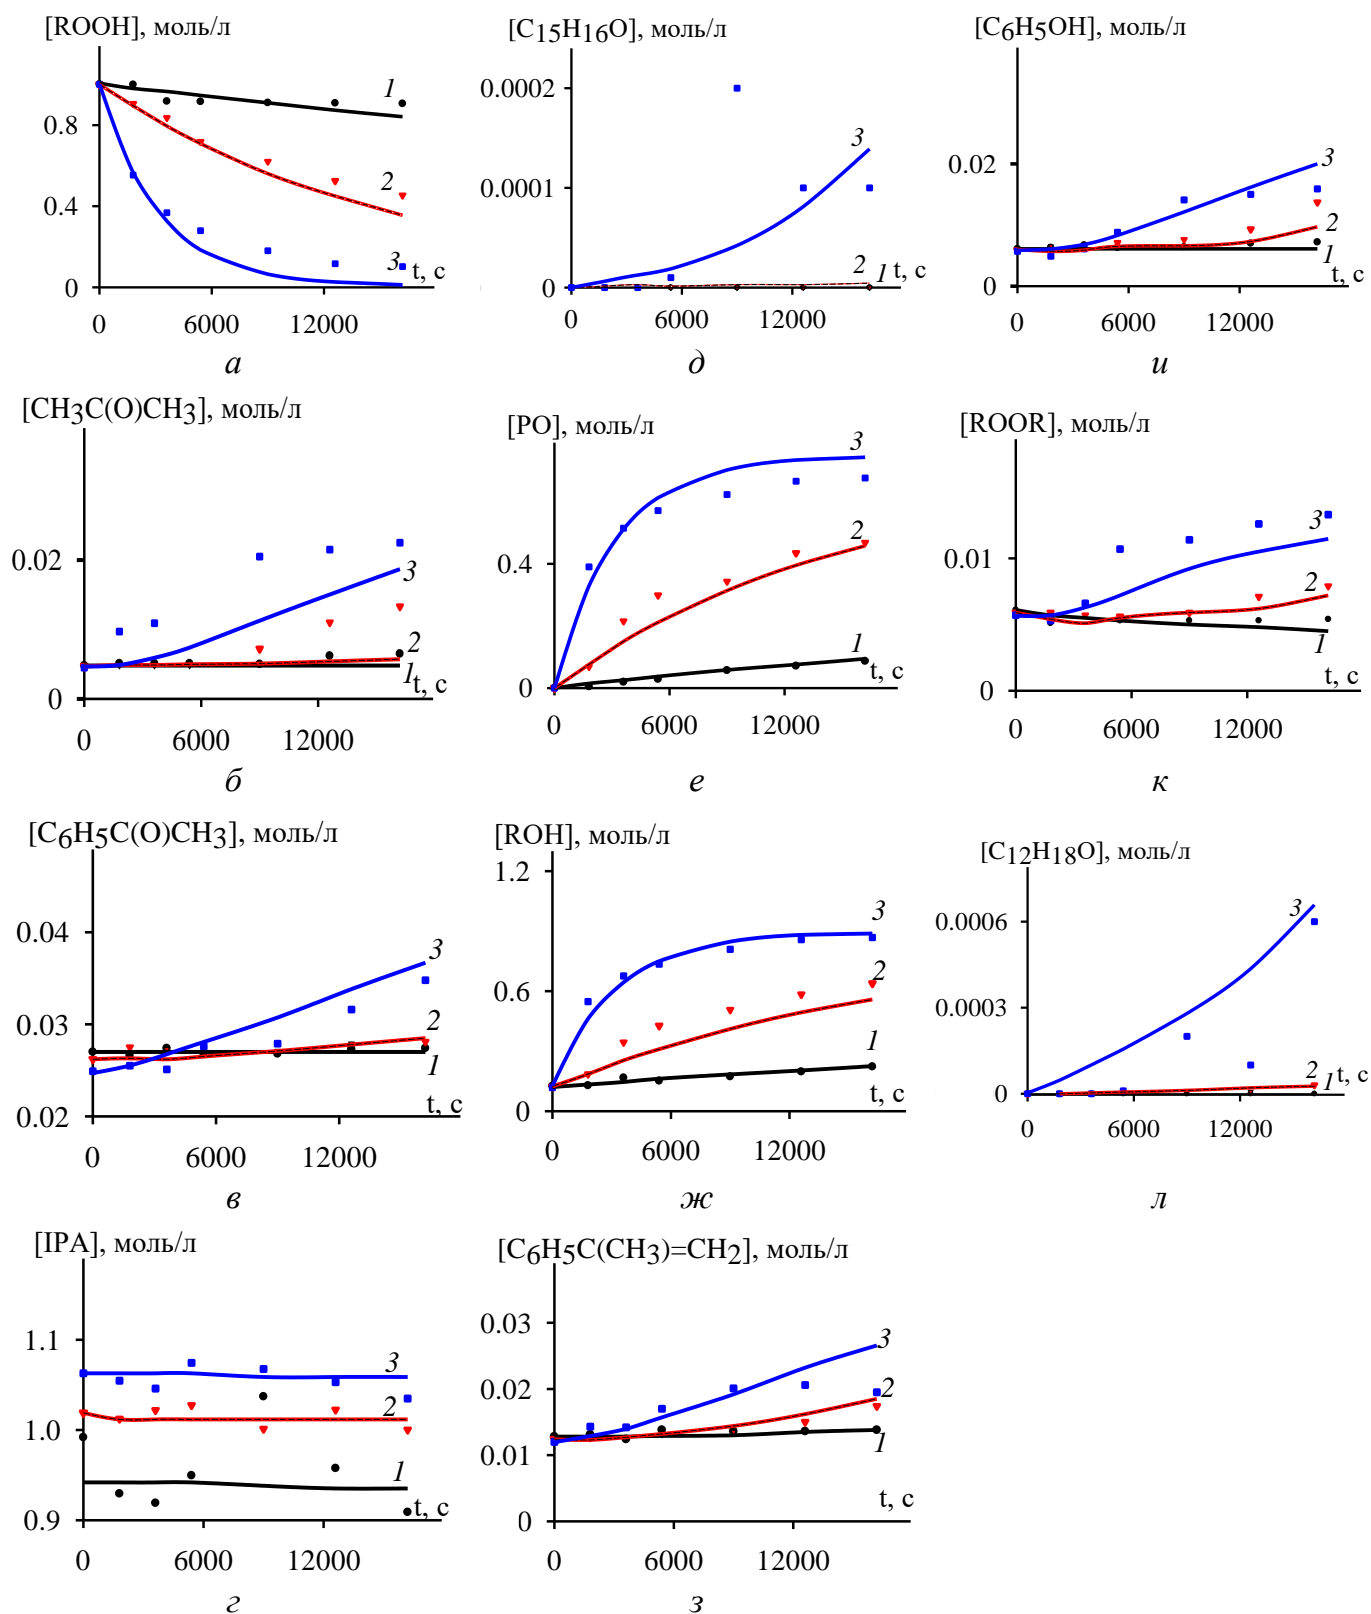 [ROOH], моль/л
0.8
0.4
0
0 6000 12000
1
2
3
t, с
а
[C15H16O], моль/л
0.0002
0.0001
0
0 6000 12000
3
2
1 t, с
д
[C6H5OH], моль/л
0.02
0
0 6000 12000
3
2
1
t, с
и
[CH3C(O)CH3], моль/л
0.02
0
0 6000 12000
3
2
1 t, с
б
[PO], моль/л
0.4
0
0 6000 12000
3
2
1
t, с
е
[ROOR], моль/л
0.01
0
0 6000 12000
3
2
1
t, с
к
[C6H5C(O)CH3], моль/л
0.04
0.03
0.02
0 6000 12000
3
2
1
t, с
в
[ROH], моль/л
1.2
0.6
0
0 6000 12000
3
2
1
t, с
ж
[C12H18O], моль/л
0.0006
0.0003
0
0 6000 12000
3
2
1 t, с
л
[IPA], моль/л
1.1
1.0
0.9
0 6000 12000
3
2
1
t, с
г
[C6H5C(CH3)=CH2], моль/л
0.03
0.02
0.01
0
0 6000 12000
3
2
1
t, с
з